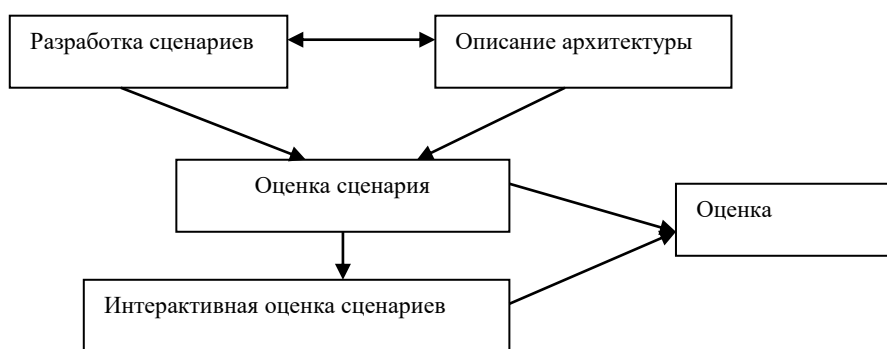 Разработка сценариев
Описание архитектуры
Оценка сценария
Оценка
Интерактивная оценка сценариев